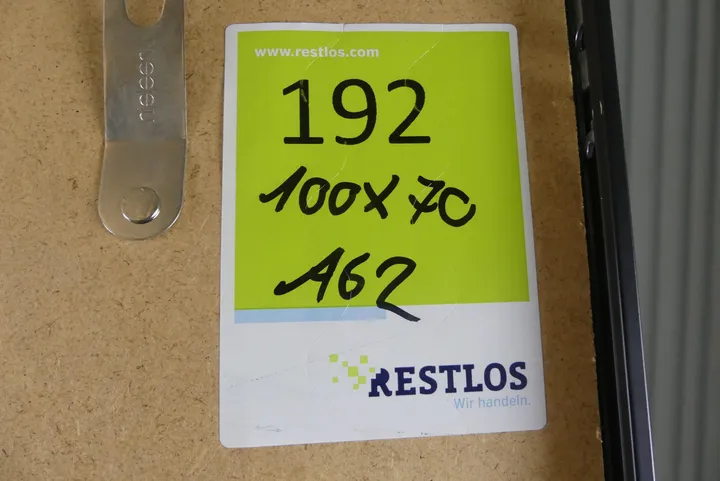 www.restlos.com
192
100X70
A62
RESTLOS
Wir handeln.